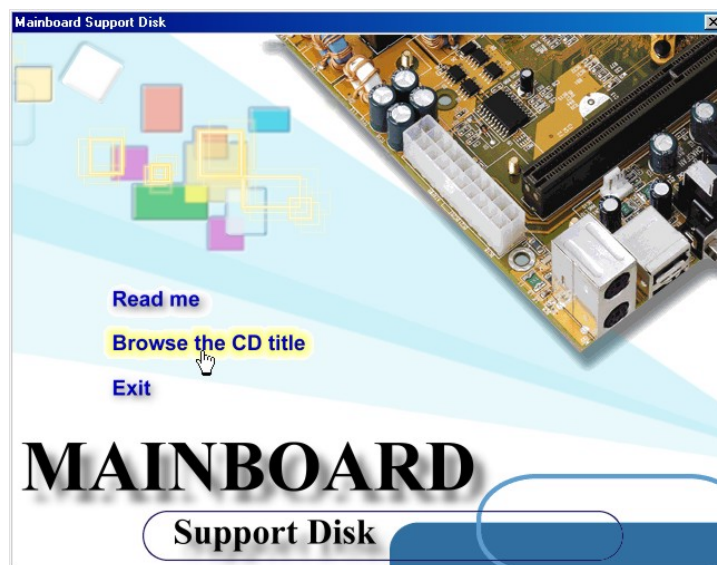 Mainboard Support Disk
Read me
Browse the CD title
Exit
MAINBOARD
Support Disk